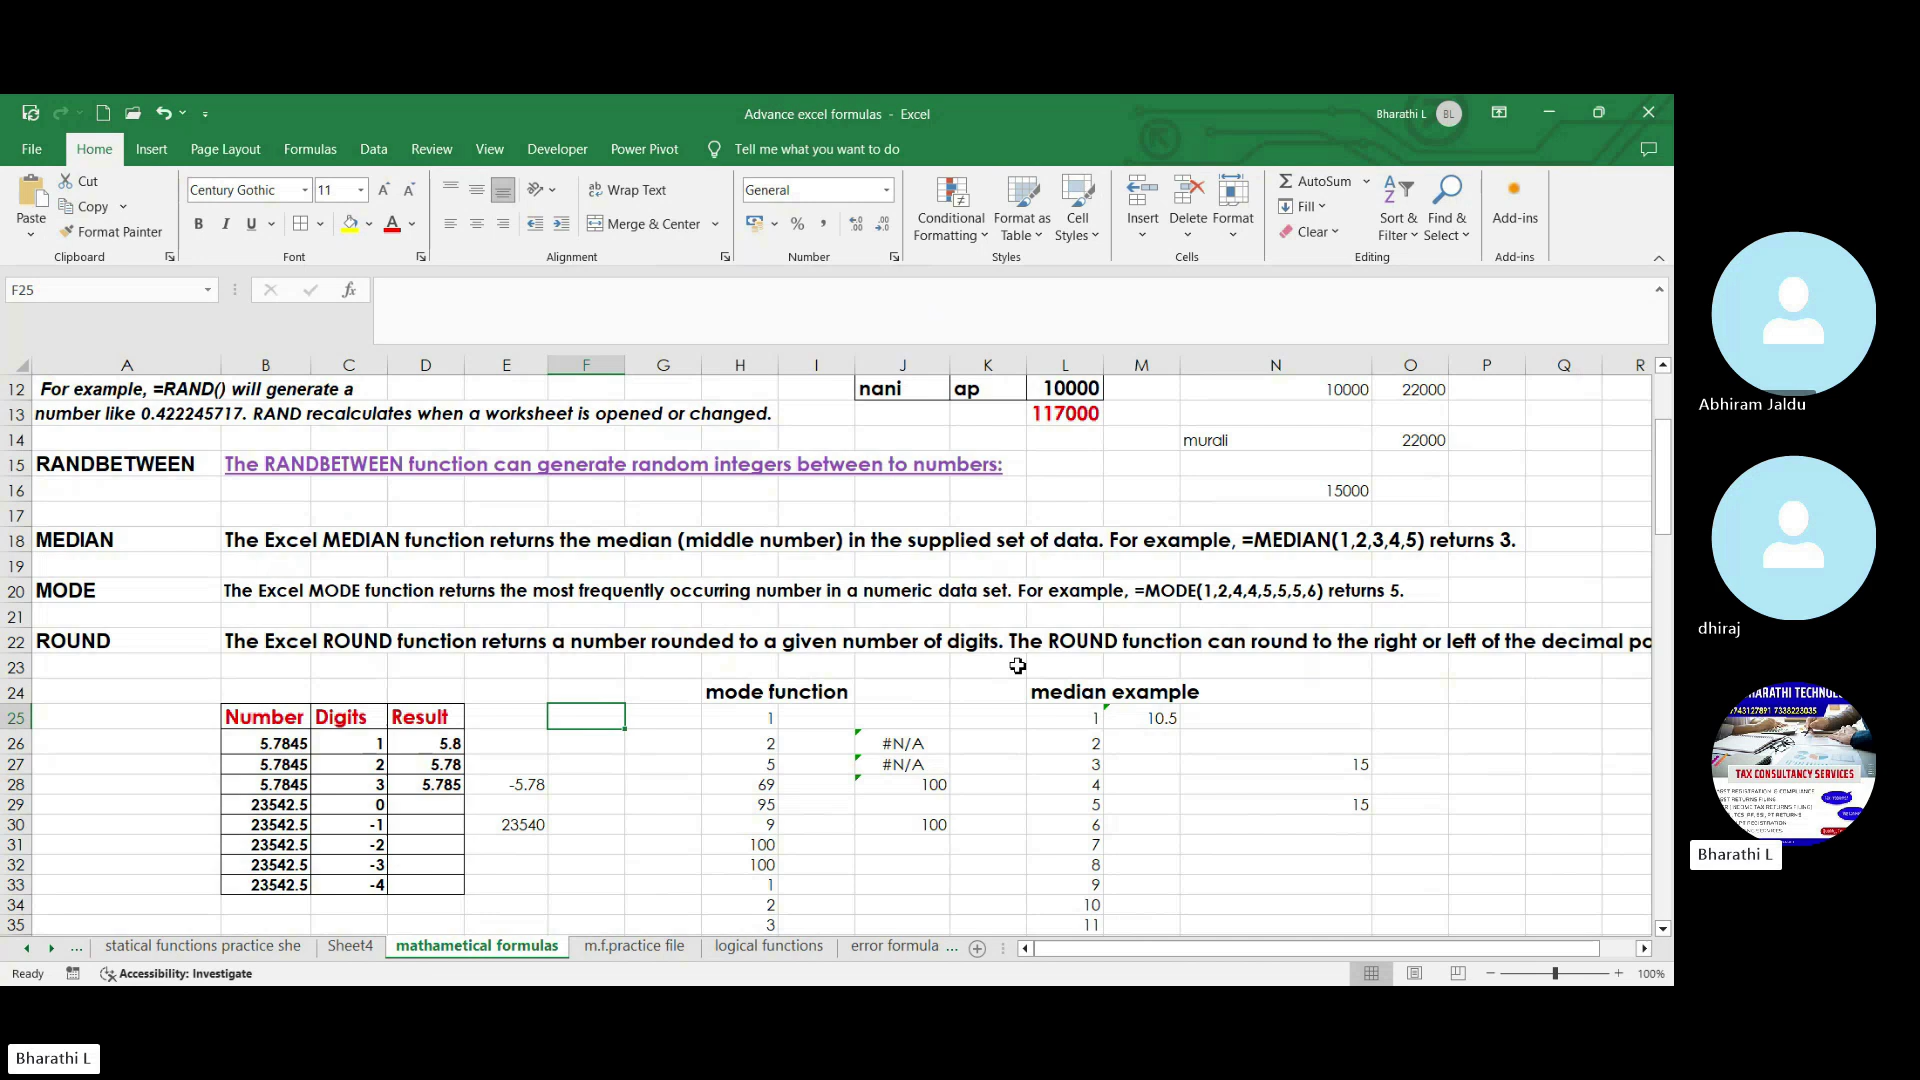 Advance excel formulas - Excel
Bharathi L BL
File Home Insert Page Layout Formulas Data Review View Developer Power Pivot Tell me what you want to do
Paste Cut Copy Format Painter Clipboard
Century Gothic 11 B I U A Font
ab Wrap Text Merge & Center Alignment
General % , Number
Conditional Formatting Format as Table Cell Styles Styles
Insert Delete Format Cells
AutoSum Fill Clear Sort & Filter Find & Select Editing
Add-ins Add-ins
F25 fx
A B C D E F G H I J K L M N O P Q R
12 For example, =RAND() will generate a nani ap 10000 10000 22000
13 number like 0.422245717. RAND recalculates when a worksheet is opened or changed. 117000
14 murali 22000
15 RANDBETWEEN The RANDBETWEEN function can generate random integers between to numbers:
16 15000
17
18 MEDIAN The Excel MEDIAN function returns the median (middle number) in the supplied set of data. For example, =MEDIAN(1,2,3,4,5) returns 3.
19
20 MODE The Excel MODE function returns the most frequently occurring number in a numeric data set. For example, =MODE(1,2,4,4,5,5,5,6) returns 5.
21
22 ROUND The Excel ROUND function returns a number rounded to a given number of digits. The ROUND function can round to the right or left of the decimal po
23
24 mode function median example
25 Number Digits Result 1 1 10.5
26 5.7845 1 5.8 2 #N/A 2
27 5.7845 2 5.78 5 #N/A 3 15
28 5.7845 3 5.785 -5.78 69 100 4
29 23542.5 0 95 5 15
30 23542.5 -1 23540 9 100 6
31 23542.5 -2 100 7
32 23542.5 -3 100 8
33 23542.5 -4 1 9
34 2 10
35 3 11
... statical functions practice she Sheet4 mathametical formulas m.f.practice file logical functions error formula ...
Ready Accessibility: Investigate 100%
Abhiram Jaldu
dhiraj
BHARATHI TECHNOL
TAX CONSULTANCY SERVICES
Bharathi L
Bharathi L